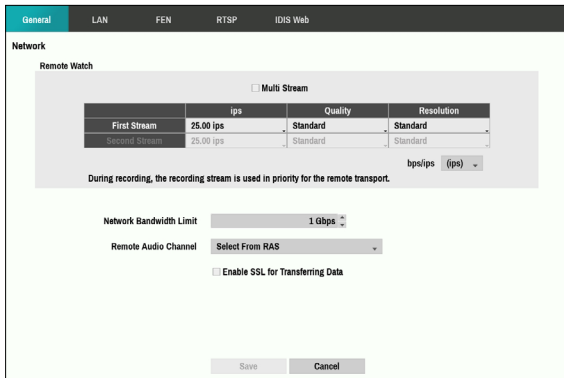 General LAN FEN RTSP IDIS Web
Network
Remote Watch
Multi Stream
ips Quality Resolution
First Stream 25.00 ips Standard Standard
Second Stream 25.00 ips Standard Standard
bps/ips (ips)
During recording, the recording stream is used in priority for the remote transport.
Network Bandwidth Limit 1 Gbps
Remote Audio Channel Select From RAS
Enable SSL for Transferring Data
Save Cancel